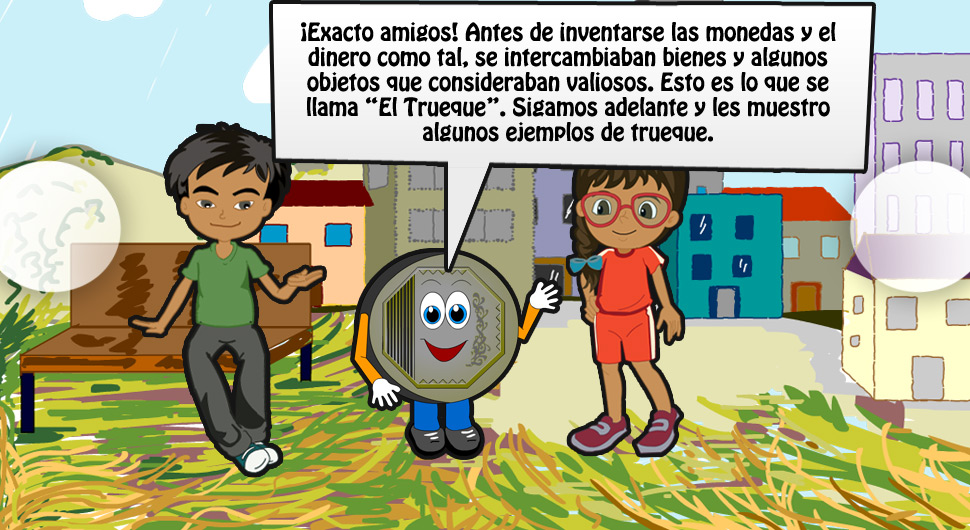 ¡Exacto amigos! Antes de inventarse las monedas y el
dinero como tal, se intercambiaban bienes y algunos
objetos que consideraban valiosos. Esto es lo que se
llama “El Trueque”. Sigamos adelante y les muestro
algunos ejemplos de trueque.